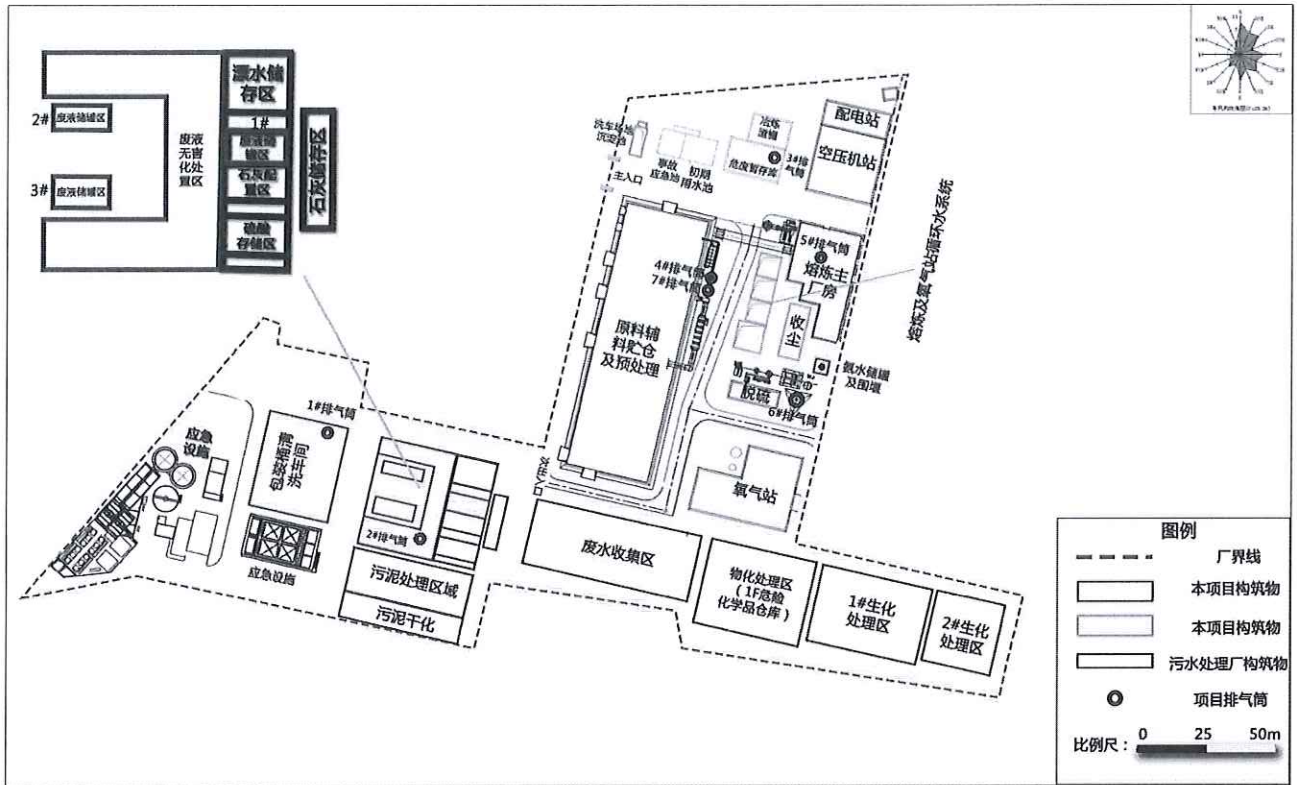 漂水储
存区
1#
废液储
罐区
石灰配
置区
硫酸
存储区
石灰储存区
2#
废液储罐区
3#
废液储罐区
废液
无害
化处
置区
洗车场地
沉淀池
主入口
事故
应急池
初期
雨水池
冶炼
渣棚
危废暂存库
3#排
气筒
配电站
空压机站
5#排气筒
熔炼主
厂房
熔炼及氧气站循环水系统
4#排气筒
7#排气筒
原料辅
料贮仓
及预处理
收尘
氨水储罐
及围堰
脱硫
6#排气筒
氧气站
应急
设施
1#排气筒
包装桶清
洗车间
应急设施
2#排气筒
污泥处理区域
污泥干化
废水收集区
物化处理区
(1F危险
化学品仓库)
1#生化
处理区
2#生化
处理区
图例
厂界线
本项目构筑物
本项目构筑物
污水处理厂构筑物
项目排气筒
比例尺:
0 25 50m